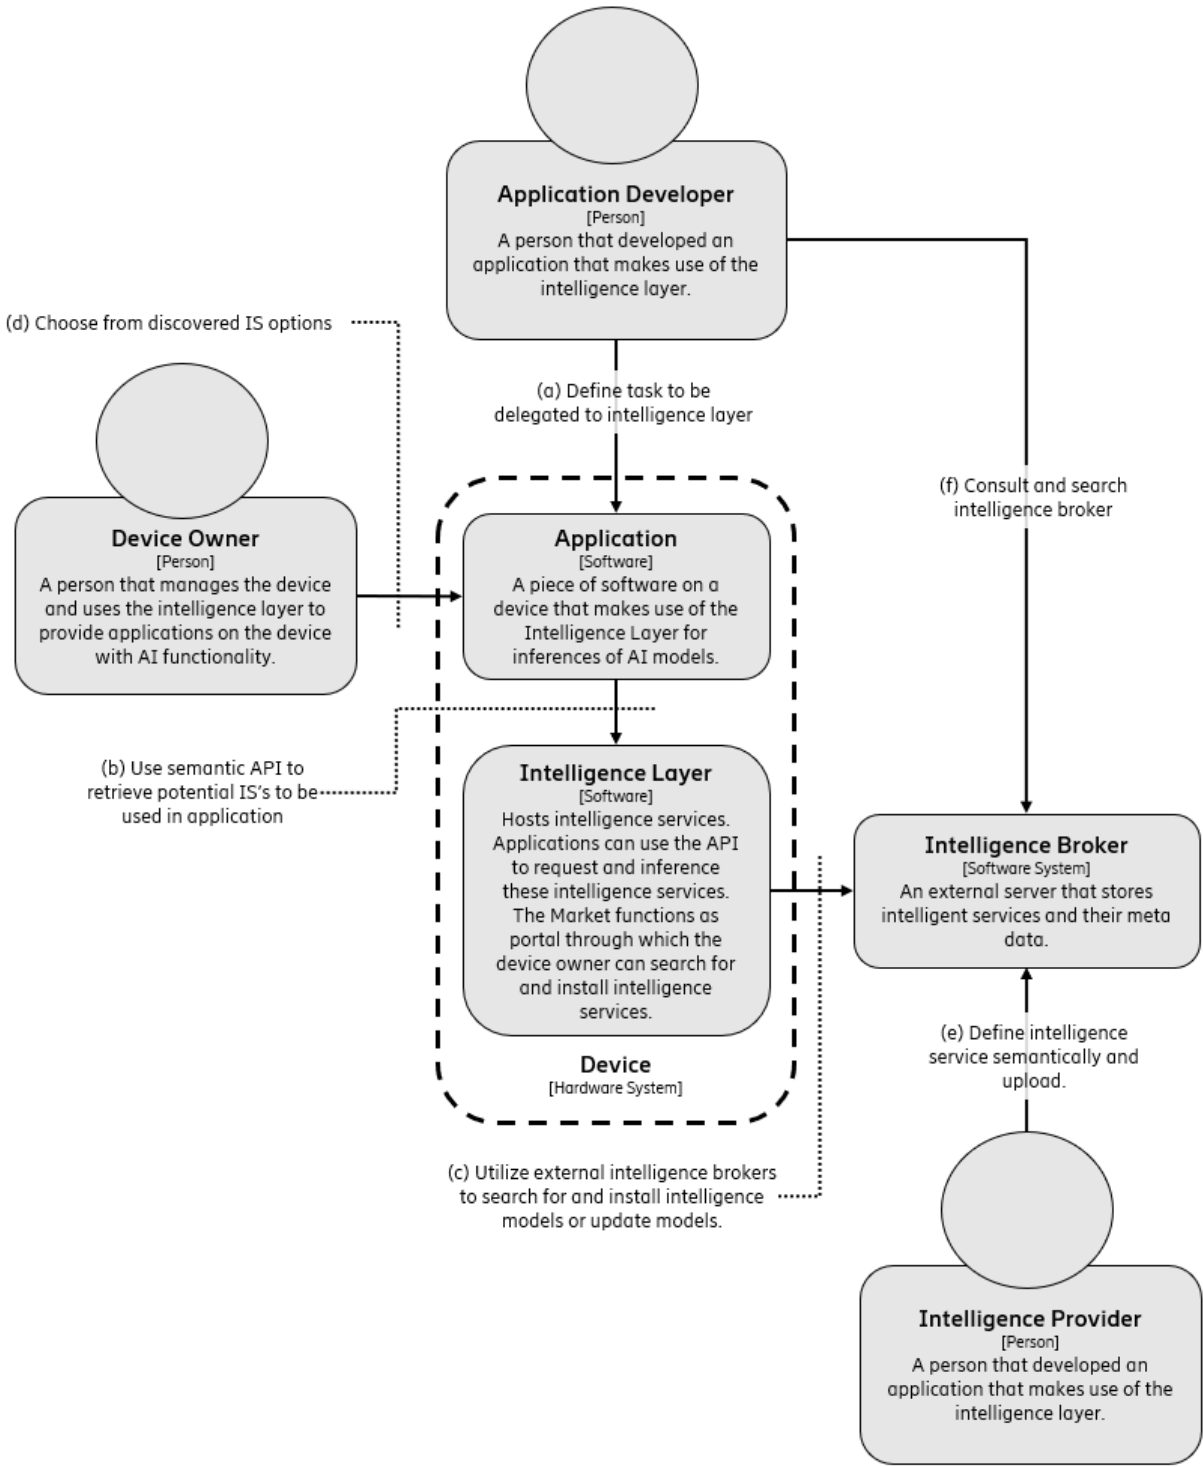 Application Developer
[Person]
A person that developed an
application that makes use of the
intelligence layer.
(d) Choose from discovered IS options
(a) Define task to be
delegated to intelligence layer
(f) Consult and search
intelligence broker
Device Owner
[Person]
A person that manages the device
and uses the intelligence layer to
provide applications on the device
with AI functionality.
Application
[Software]
A piece of software on a
device that makes use of the
Intelligence Layer for
inferences of AI models.
(b) Use semantic API to
retrieve potential IS's to be
used in application
Intelligence Layer
[Software]
Hosts intelligence services.
Applications can use the API
to request and inference
these intelligence services.
The Market functions as
portal through which the
device owner can search for
and install intelligence
services.
Device
[Hardware System]
Intelligence Broker
[Software System]
An external server that stores
intelligent services and their meta
data.
(e) Define intelligence
service semantically and
upload.
(c) Utilize external intelligence brokers
to search for and install intelligence
models or update models.
Intelligence Provider
[Person]
A person that developed an
application that makes use of the
intelligence layer.